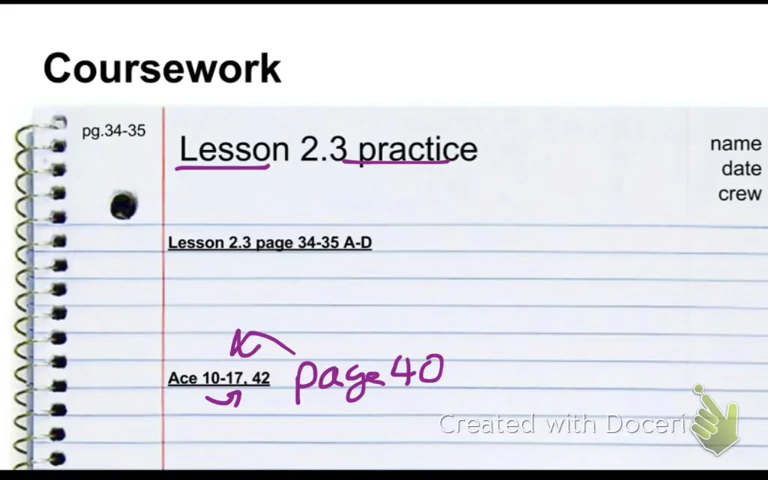 Coursework
pg.34-35
Lesson 2.3 practice
name
date
crew
Lesson 2.3 page 34-35 A-D
Ace 10-17, 42
page 40
Created with Doceri